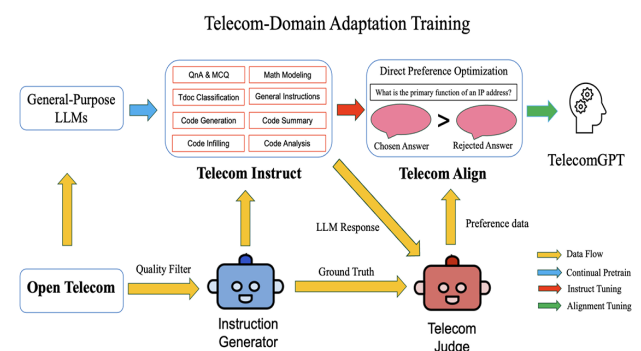 Telecom-Domain Adaptation Training
General-Purpose
LLMs
QnA & MCQ
Math Modeling
Tdoc Classification
General Instructions
Code Generation
Code Summary
Code Infilling
Code Analysis
Telecom Instruct
Direct Preference Optimization
What is the primary function of an IP address?
>
Chosen Answer
Rejected Answer
Telecom Align
TelecomGPT
LLM Response
Preference data
Open Telecom
Quality Filter
Ground Truth
Instruction
Generator
Telecom
Judge
Data Flow
Continual Pretrain
Instruct Tuning
Alignment Tuning